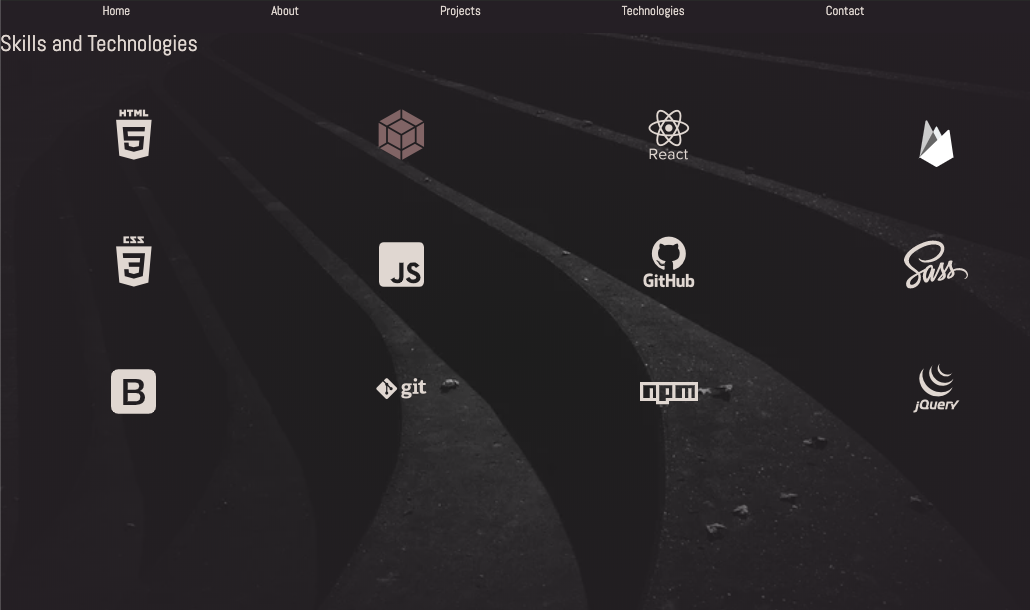 Home About Projects Technologies Contact
Skills and Technologies
HTML
5
React
CSS
3
JS
GitHub
Sass
B
git
npm
jQuery